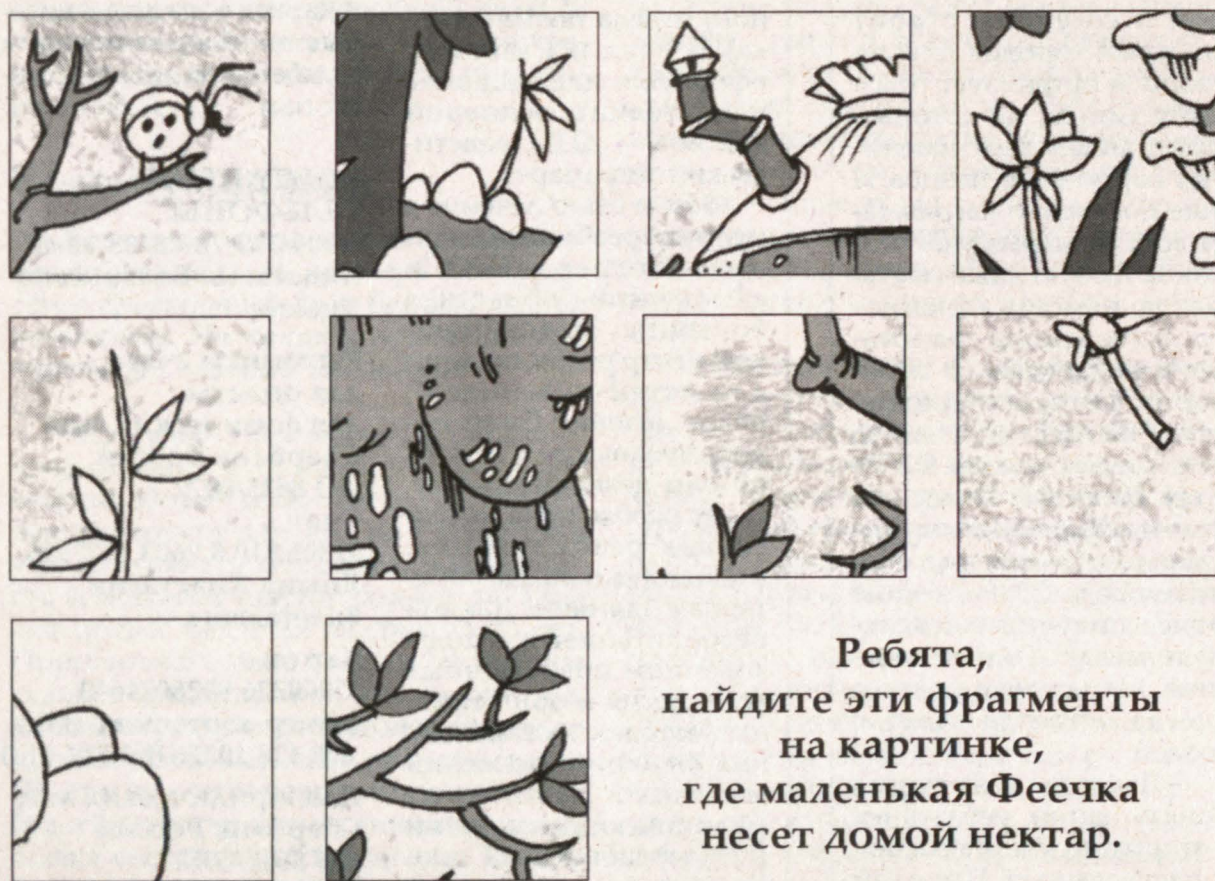 Ребята,
найдите эти фрагменты
на картинке,
где маленькая Феечка
несет домой нектар.